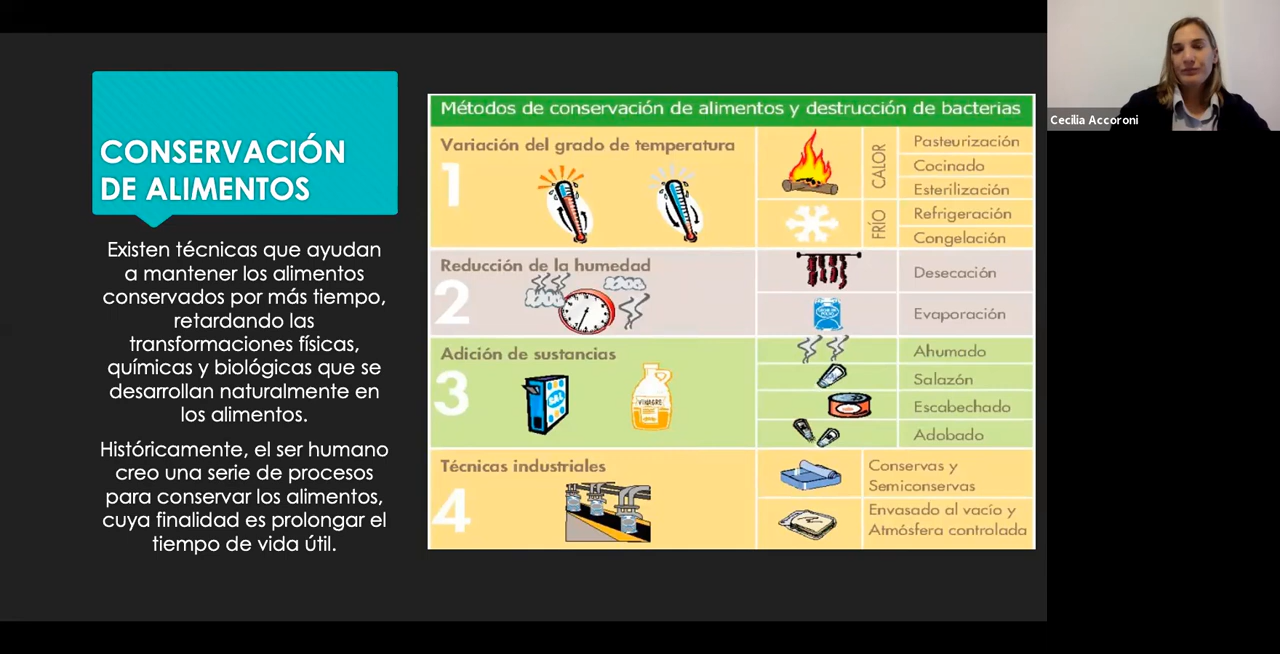 CONSERVACIÓN
DE ALIMENTOS
Existen técnicas que ayudan
a mantener los alimentos
conservados por más tiempo,
retardando las
transformaciones físicas,
químicas y biológicas que se
desarrollan naturalmente en
los alimentos.
Históricamente, el ser humano
creo una serie de procesos
para conservar los alimentos,
cuya finalidad es prolongar el
tiempo de vida útil.
Métodos de conservación de alimentos y destrucción de bacterias
Variación del grado de temperatura
1
CALOR
Pasteurización
Cocinado
Esterilización
FRÍO
Refrigeración
Congelación
Reducción de la humedad
2
Desecación
Evaporación
Adición de sustancias
3
SAL
VINAGRE
Ahumado
Salazón
Escabechado
Adobado
Técnicas industriales
4
Conservas y
Semiconservas
Envasado al vacío y
Atmósfera controlada
Cecilia Accoroni